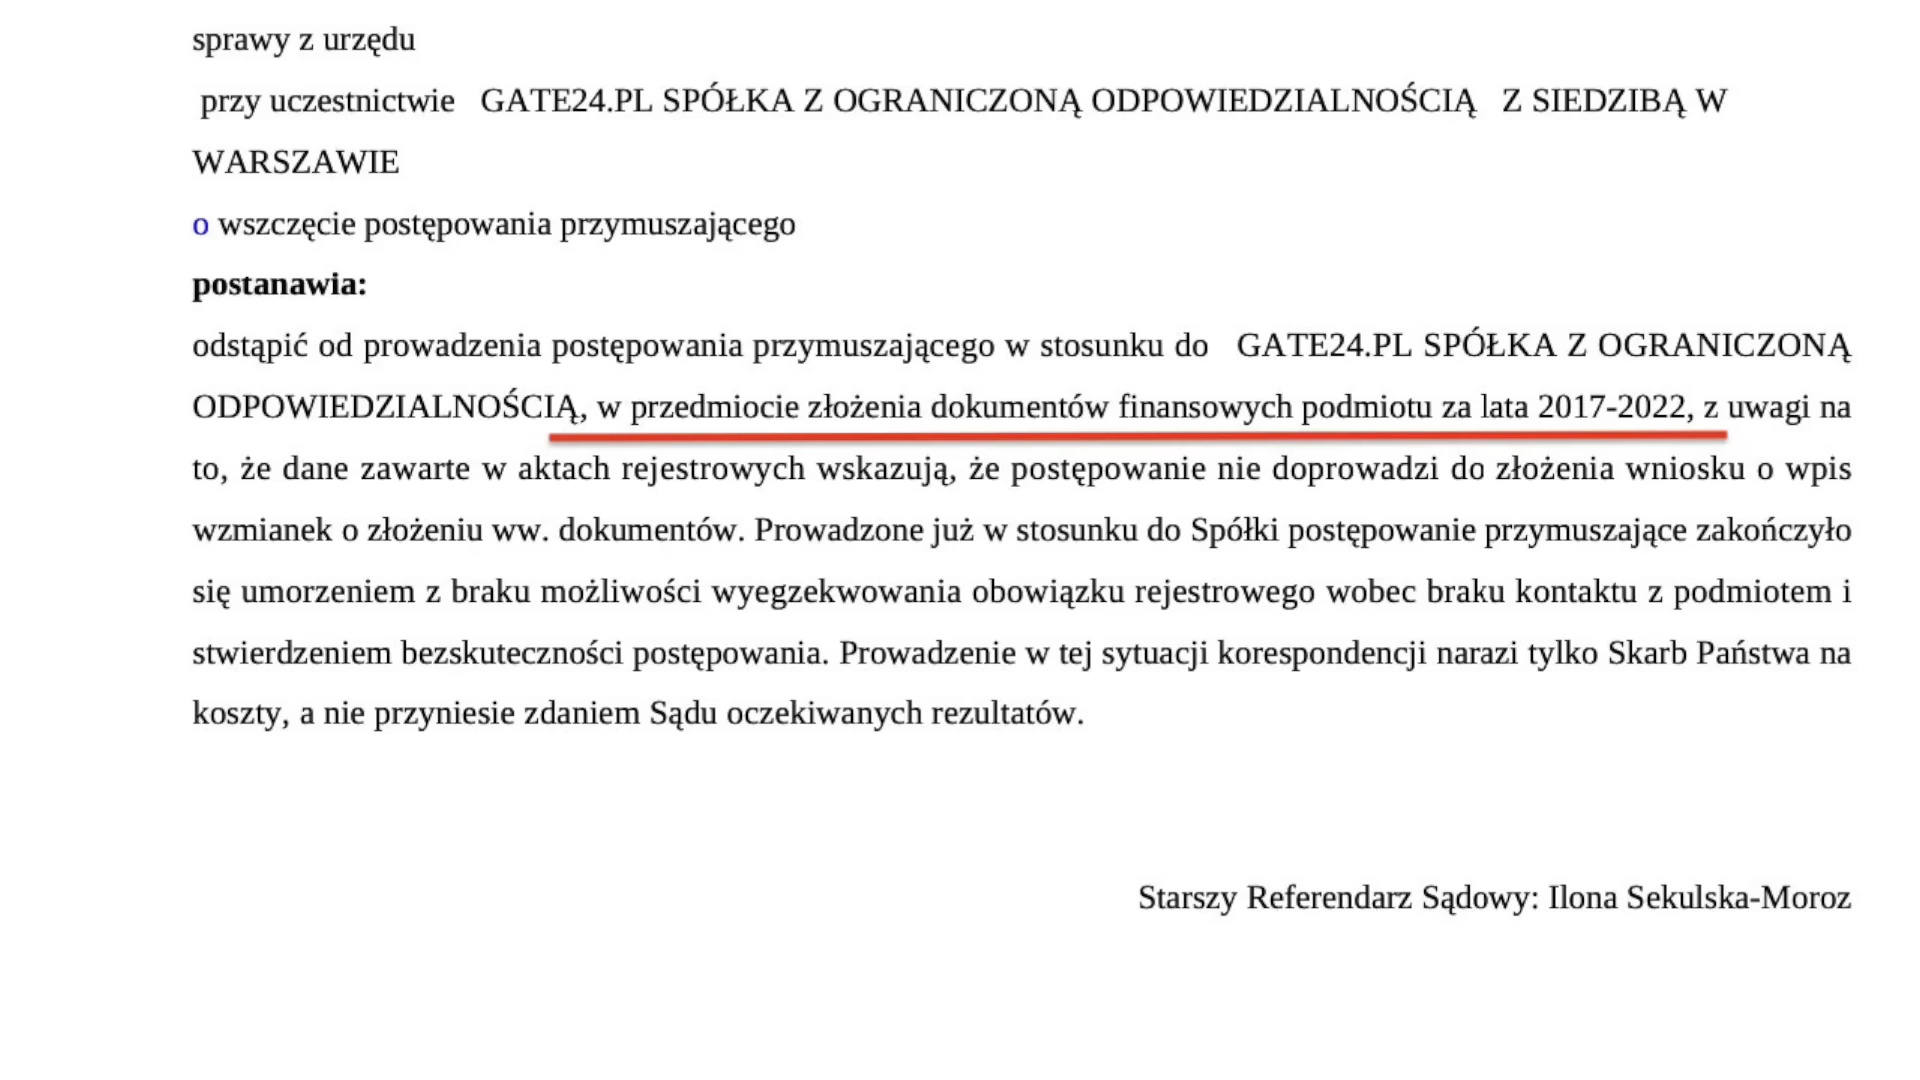 sprawy z urzędu
przy uczestnictwie GATE24.PL SPÓŁKA Z OGRANICZONĄ ODPOWIEDZIALNOŚCIĄ Z SIEDZIBĄ W
WARSZAWIE
o wszczęcie postępowania przymuszającego
postanawia:
odstąpić od prowadzenia postępowania przymuszającego w stosunku do GATE24.PL SPÓŁKA Z OGRANICZONĄ
ODPOWIEDZIALNOŚCIĄ, w przedmiocie złożenia dokumentów finansowych podmiotu za lata 2017-2022, z uwagi na
to, że dane zawarte w aktach rejestrowych wskazują, że postępowanie nie doprowadzi do złożenia wniosku o wpis
wzmianek o złożeniu ww. dokumentów. Prowadzone już w stosunku do Spółki postępowanie przymuszające zakończyło
się umorzeniem z braku możliwości wyegzekwowania obowiązku rejestrowego wobec braku kontaktu z podmiotem i
stwierdzeniem bezskuteczności postępowania. Prowadzenie w tej sytuacji korespondencji narazi tylko Skarb Państwa na
koszty, a nie przyniesie zdaniem Sądu oczekiwanych rezultatów.
Starszy Referendarz Sądowy: Ilona Sekulska-Moroz